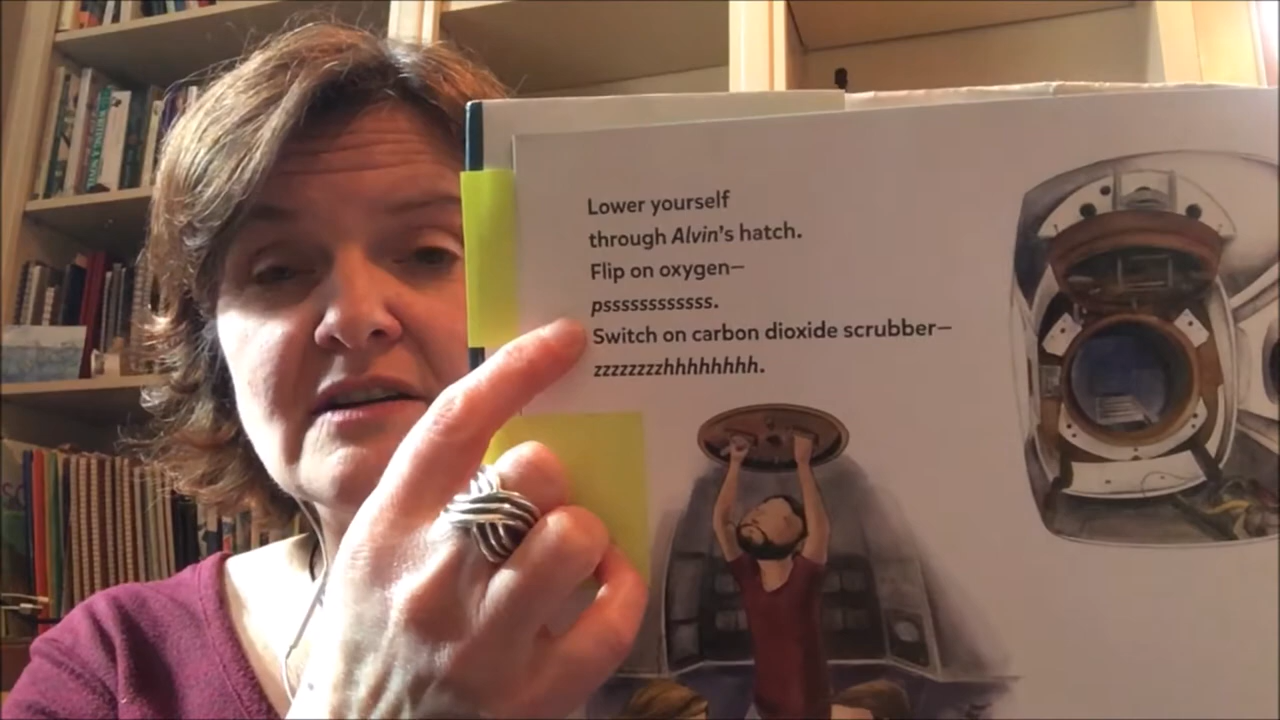 Lower yourself
through Alvin's hatch.
Flip on oxygen—
psssssssssssss.
Switch on carbon dioxide scrubber—
zzzzzzzzhhhhhhhh.